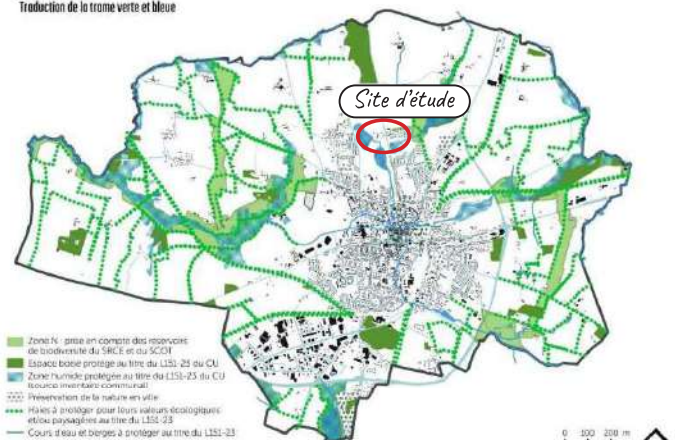 Traduction de la trame verte et bleue
Site d'étude
Zone N : prise en compte des réservoirs
de biodiversité du SRCE et du SCOT
Espace boisé protégé au titre du L151-23 du CU
Zone humide protégée au titre du L151-23 du CU
(source inventaire communal)
Préservation de la nature en ville
Haies à protéger pour leurs valeurs écologiques
et/ou paysagères au titre du L151-23
Cours d'eau et berges à protéger au titre du L151-23
0 100 200 m